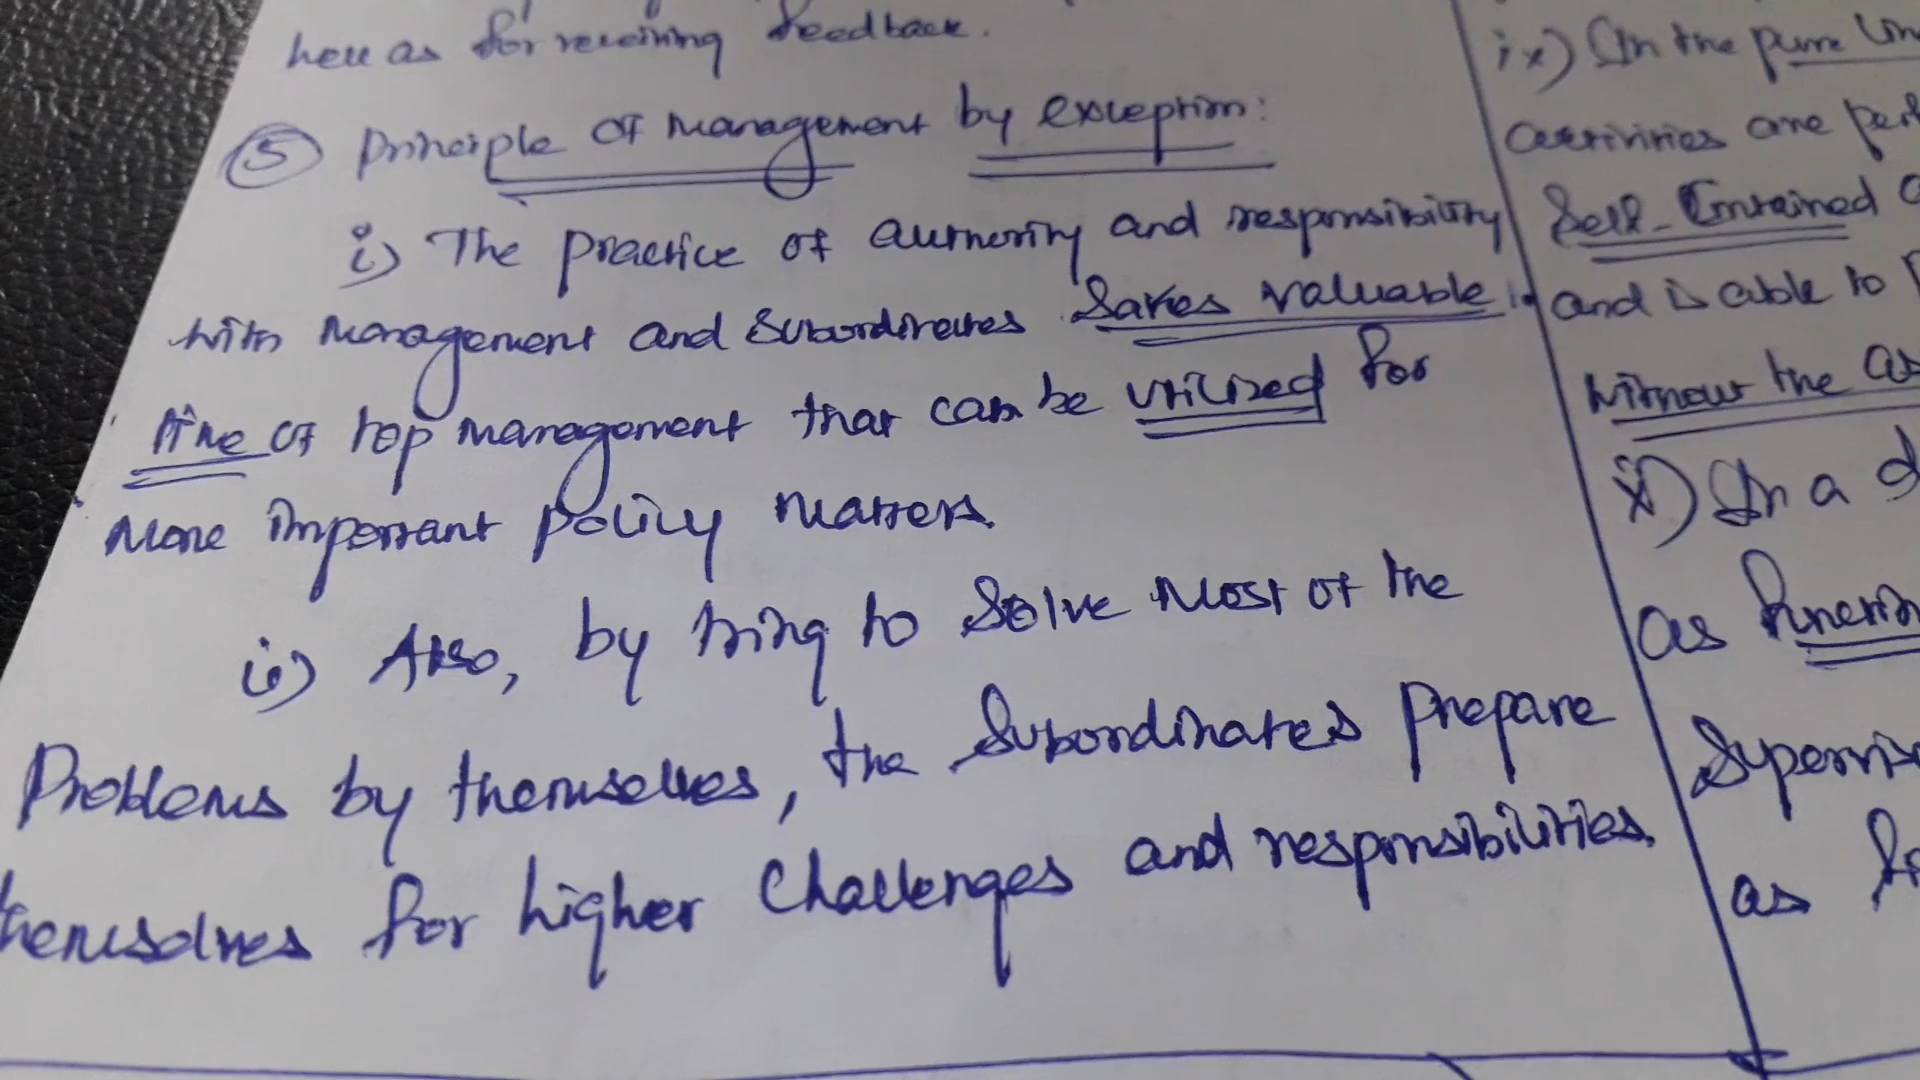 here as for receiving feedback.
⑤ Principle of Management by exception:
i) The practice of authority and responsibility
with Management and Subordinates Saves valuable
time of top management that can be utilized for
More important policy matters.
ii) Also, by tring to Solve Most of the
Problems by themselves, the Subordinates Prepare
themselves for higher Challenges and responsibilities.
ix) In the pure
activities are
Self-Contained
and is able to
without the
x) In a
as
as